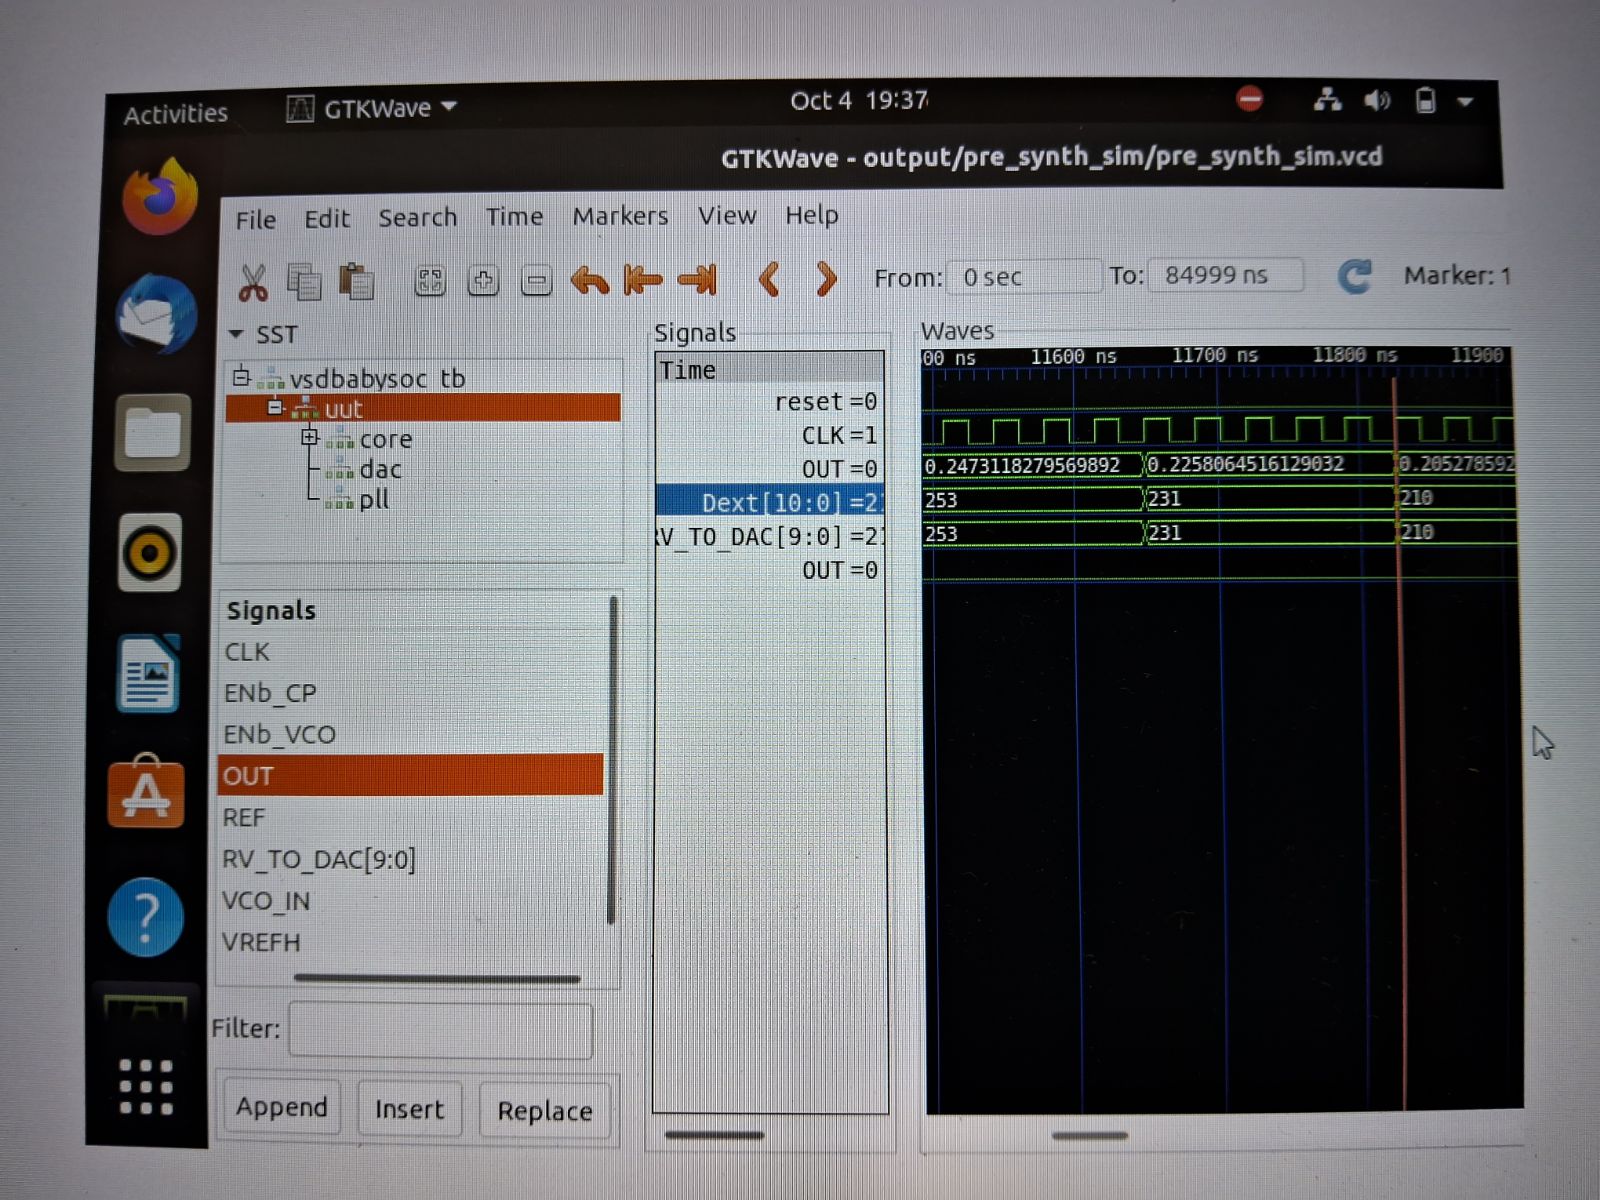 Activities GTKWave Oct 4 19:37
GTKWave - output/pre_synth_sim/pre_synth_sim.vcd
File Edit Search Time Markers View Help
From: 0 sec To: 84999 ns Marker: 1
SST
vsdbabysoc_tb
uut
core
dac
pll
Signals
CLK
ENb_CP
ENb_VCO
OUT
REF
RV_TO_DAC[9:0]
VCO_IN
VREFH
Filter:
Append Insert Replace
Signals
Time
reset=0
CLK=1
OUT=0
Dext[10:0]=2
RV_TO_DAC[9:0]=2
OUT=0
Waves
00 ns 11600 ns 11700 ns 11800 ns 11900
0.2473118279569892 0.2258064516129032 0.205278592
253 231 210
253 231 210